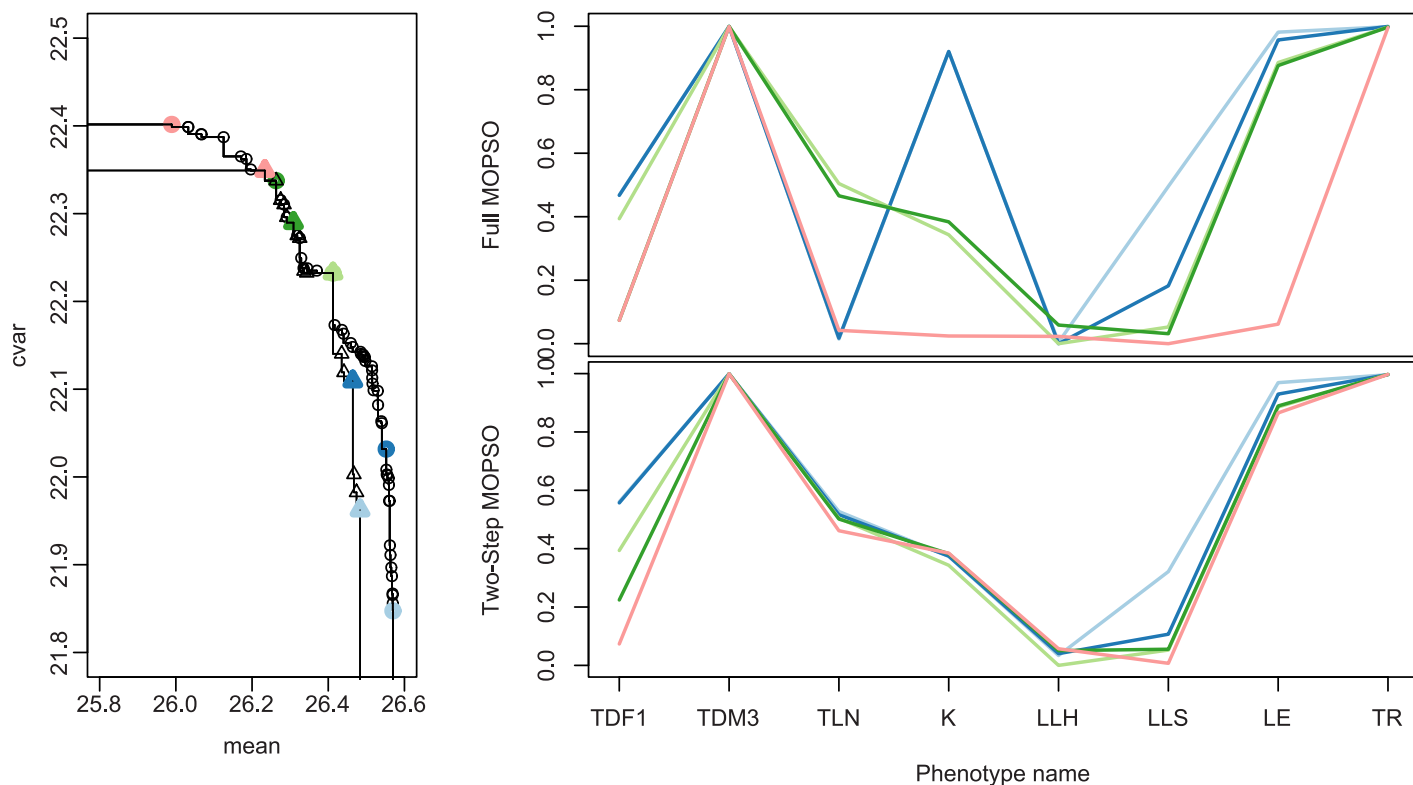 22.5
22.4
22.3
22.2
22.1
22.0
21.9
21.8
cvar
25.8 26.0 26.2 26.4 26.6
mean
1.0
0.8
0.6
0.4
0.2
0.0
Full MOPSO
1.0
0.8
0.6
0.4
0.2
0.0
Two-Step MOPSO
TDF1 TDM3 TLN K LLH LLS LE TR
Phenotype name